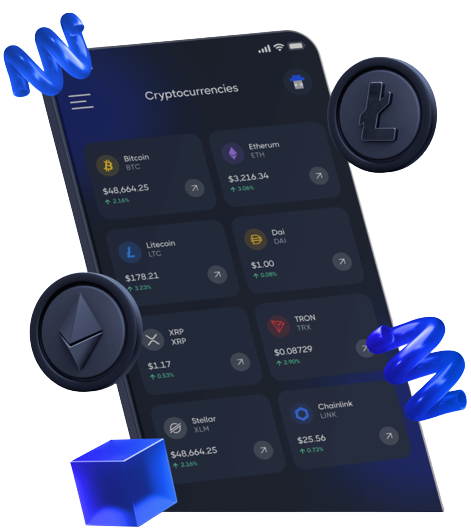 Cryptocurrencies
Bitcoin
BTC
$48,664.25
2.16%
Etherum
ETH
$3,216.34
3.06%
Litecoin
LTC
$178.21
3.23%
Dai
DAI
$1.00
0.08%
XRP
XRP
$1.17
0.53%
TRON
TRX
$0.08729
2.90%
Stellar
XLM
$48,664.25
2.16%
Chainlink
LINK
$25.56
0.73%